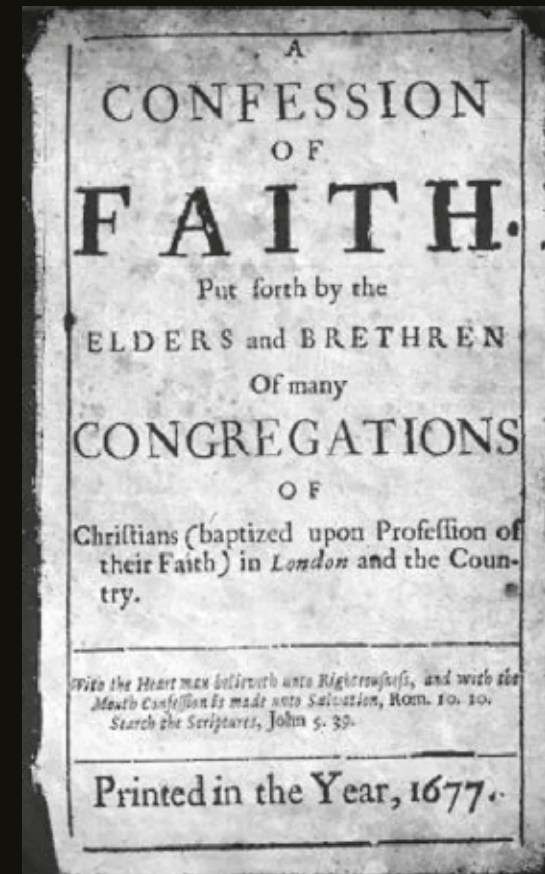 A
CONFESSION
OF
FAITH.
Put forth by the
ELDERS and BRETHREN
Of many
CONGREGATIONS
OF
Chriſtians (baptized upon Profeſſion of
their Faith) in London and the Coun-
try.
With the Heart man believeth unto Righteouſneſs, and with the
Mouth Confeſſion is made unto Salvation, Rom. 10. 10.
Search the Scriptures, John 5. 39.
Printed in the Year, 1677.